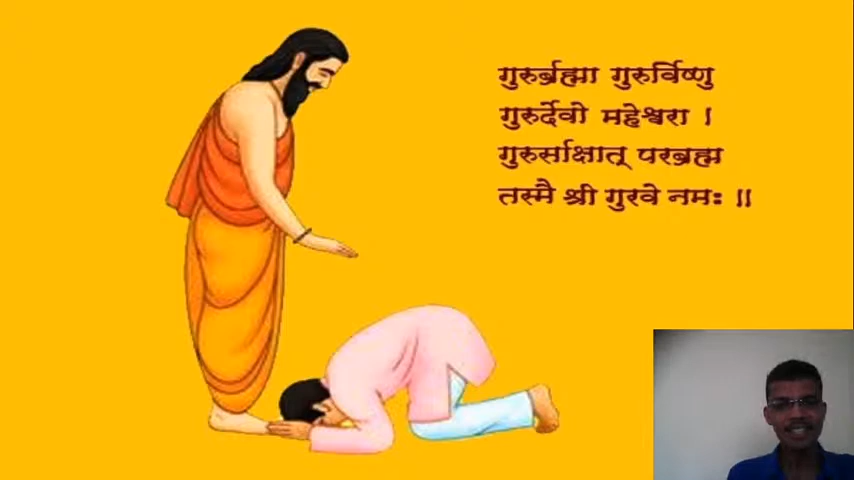 गुरुर्ब्रह्मा गुरुर्विष्णु
गुरुर्देवो महेश्वरा ।
गुरुर्साक्षात् परब्रह्म
तस्मै श्री गुरवे नमः ॥